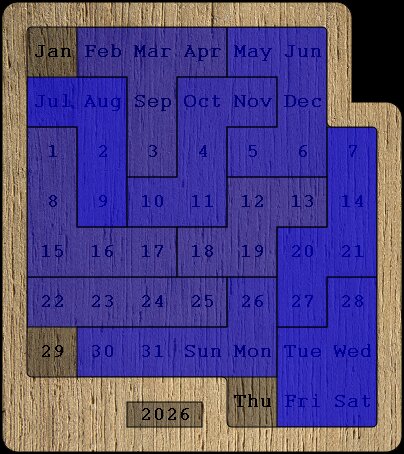 Jan Feb Mar Apr May Jun
Jul Aug Sep Oct Nov Dec
1 2 3 4 5 6 7
8 9 10 11 12 13 14
15 16 17 18 19 20 21
22 23 24 25 26 27 28
29 30 31 Sun Mon Tue Wed
Thu Fri Sat
2026